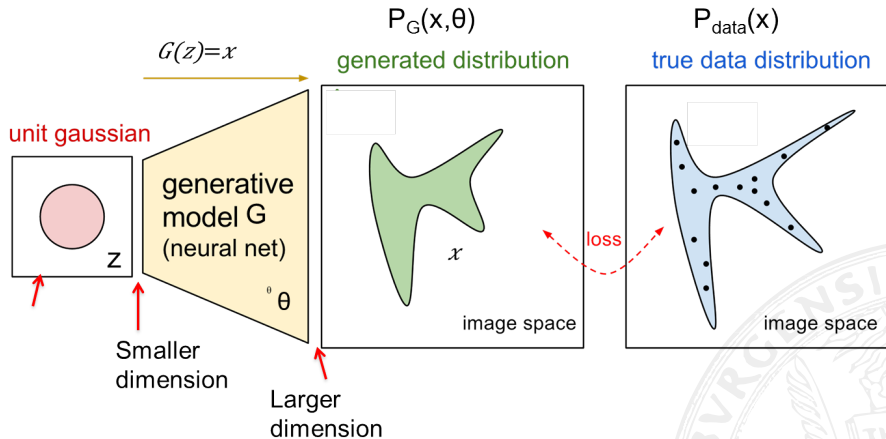 P_G(x,θ)
P_data(x)
G(z)=x
generated distribution
true data distribution
unit gaussian
generative
model G
(neural net)
z
θ
θ
x
loss
image space
image space
Smaller
dimension
Larger
dimension
BVRGENSI